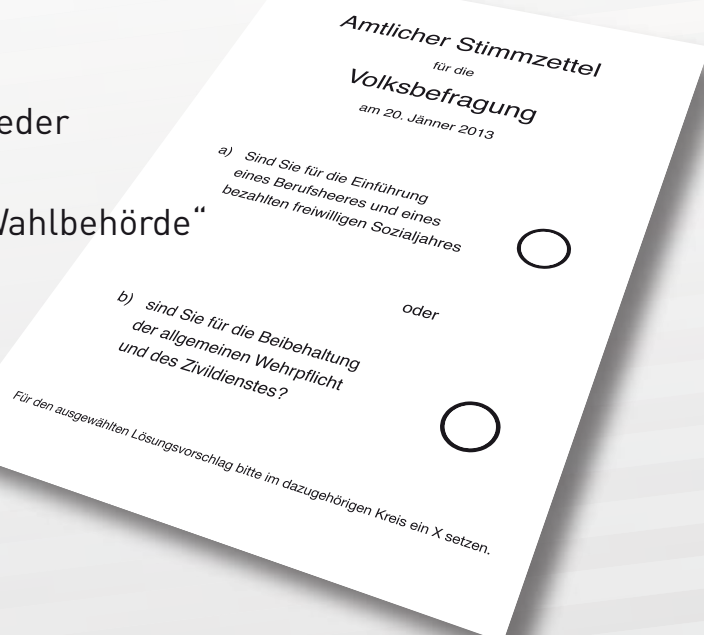 eder
Wahlbehörde“
Amtlicher Stimmzettel
für die
Volksbefragung
am 20. Jänner 2013
a) Sind Sie für die Einführung
eines Berufsheeres und eines
bezahlten freiwilligen Sozialjahres
oder
b) sind Sie für die Beibehaltung
der allgemeinen Wehrpflicht
und des Zivildienstes?
Für den ausgewählten Lösungsvorschlag bitte im dazugehörigen Kreis ein X setzen.